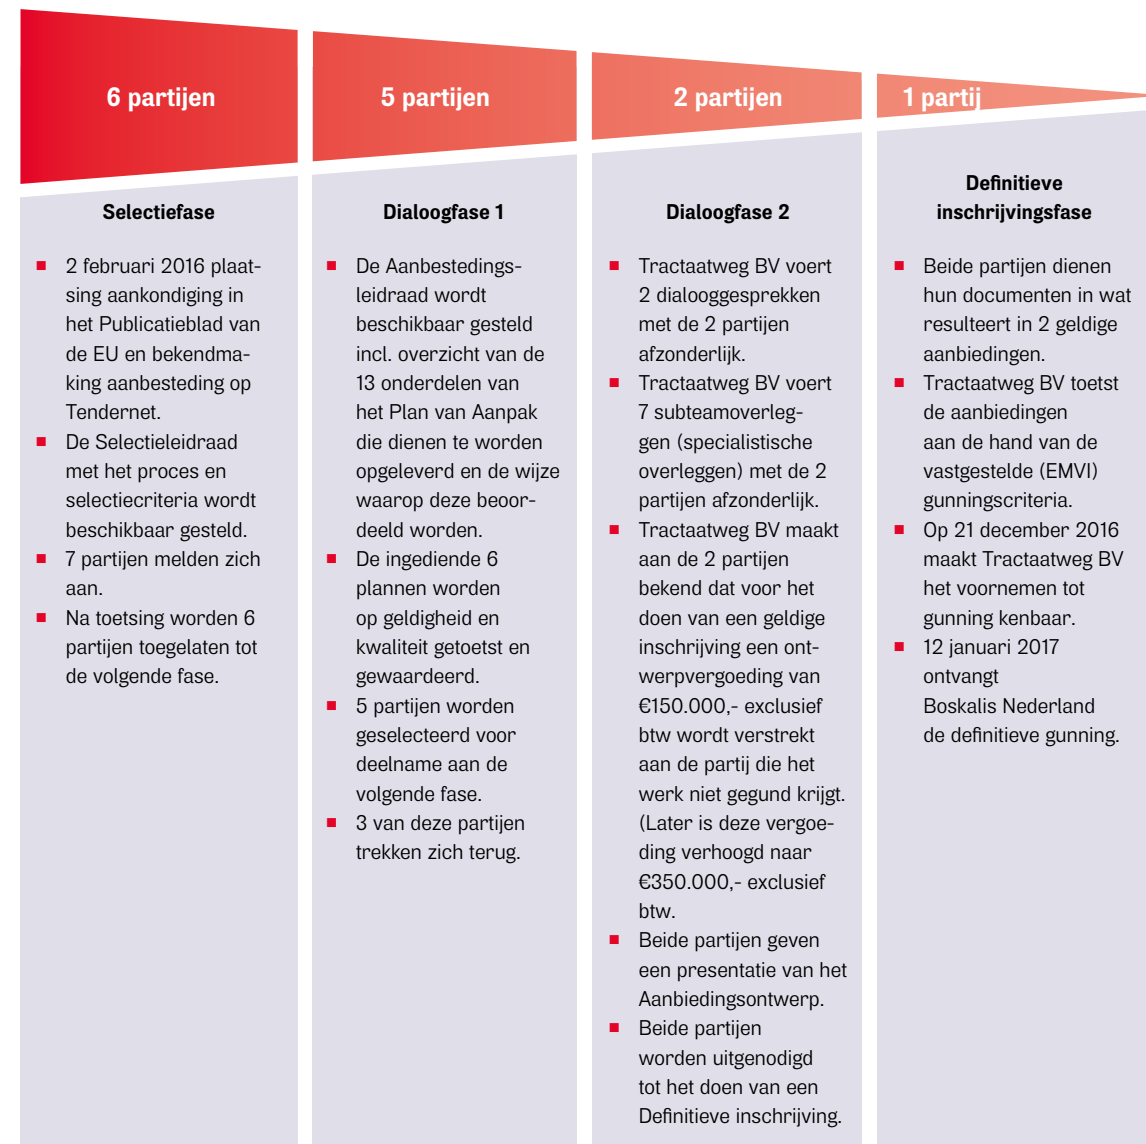 6 partijen
Selectiefase
2 februari 2016 plaat-
sing aankondiging in
het Publicatieblad van
de EU en bekendma-
king aanbesteding op
Tendernet.
De Selectieleidraad
met het proces en
selectiecriteria wordt
beschikbaar gesteld.
7 partijen melden zich
aan.
Na toetsing worden 6
partijen toegelaten tot
de volgende fase.
5 partijen
Dialoogfase 1
De Aanbestedings-
leidraad wordt
beschikbaar gesteld
incl. overzicht van de
13 onderdelen van
het Plan van Aanpak
die dienen te worden
opgeleverd en de wijze
waarop deze beoor-
deeld worden.
De ingediende 6
plannen worden
op geldigheid en
kwaliteit getoetst en
gewaardeerd.
5 partijen worden
geselecteerd voor
deelname aan de
volgende fase.
3 van deze partijen
trekken zich terug.
2 partijen
Dialoogfase 2
Tractaatweg BV voert
2 dialooggesprekken
met de 2 partijen
afzonderlijk.
Tractaatweg BV voert
7 subteamoverleg-
gen (specialistische
overleggen) met de 2
partijen afzonderlijk.
Tractaatweg BV maakt
aan de 2 partijen
bekend dat voor het
doen van een geldige
inschrijving een ont-
werpvergoeding van
€150.000,- exclusief
btw wordt verstrekt
aan de partij die het
werk niet gegund krijgt.
(Later is deze vergoe-
ding verhoogd naar
€350.000,- exclusief
btw.
Beide partijen geven
een presentatie van het
Aanbiedingsontwerp.
Beide partijen
worden uitgenodigd
tot het doen van een
Definitieve inschrijving.
1 partij
Definitieve
inschrijvingsfase
Beide partijen dienen
hun documenten in wat
resulteert in 2 geldige
aanbiedingen.
Tractaatweg BV toetst
de aanbiedingen
aan de hand van de
vastgestelde (EMVI)
gunningscriteria.
Op 21 december 2016
maakt Tractaatweg BV
het voornemen tot
gunning kenbaar.
12 januari 2017
ontvangt
Boskalis Nederland
de definitieve gunning.